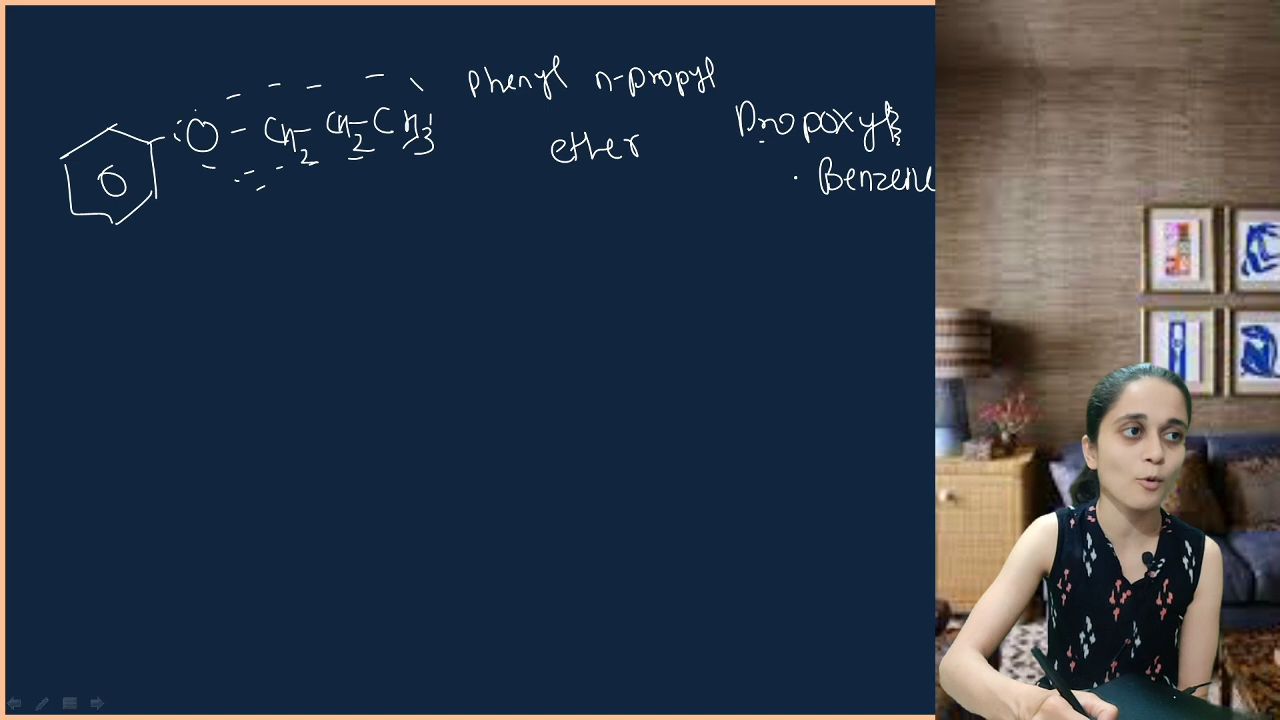 O - CH2 - CH2 - CH3
Phenyl n-propyl
ether
Propoxy
Benzene